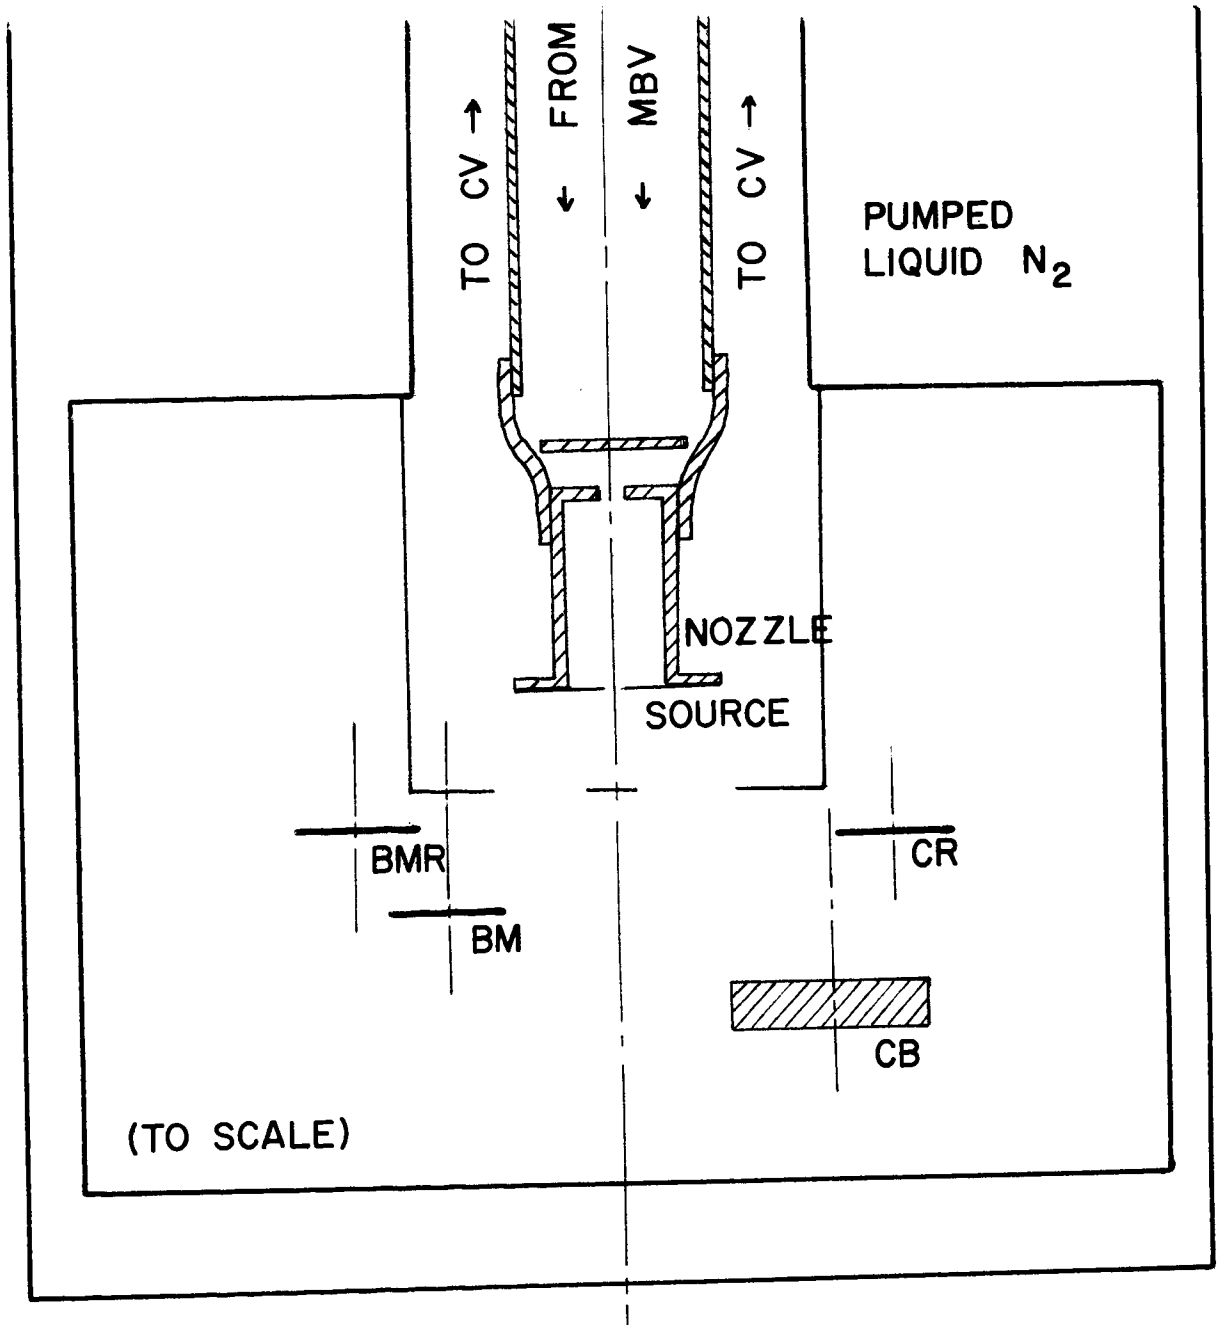 TO CV →
FROM
MBV
TO CV →
PUMPED
LIQUID N₂
NOZZLE
SOURCE
BMR
CR
BM
CB
(TO SCALE)